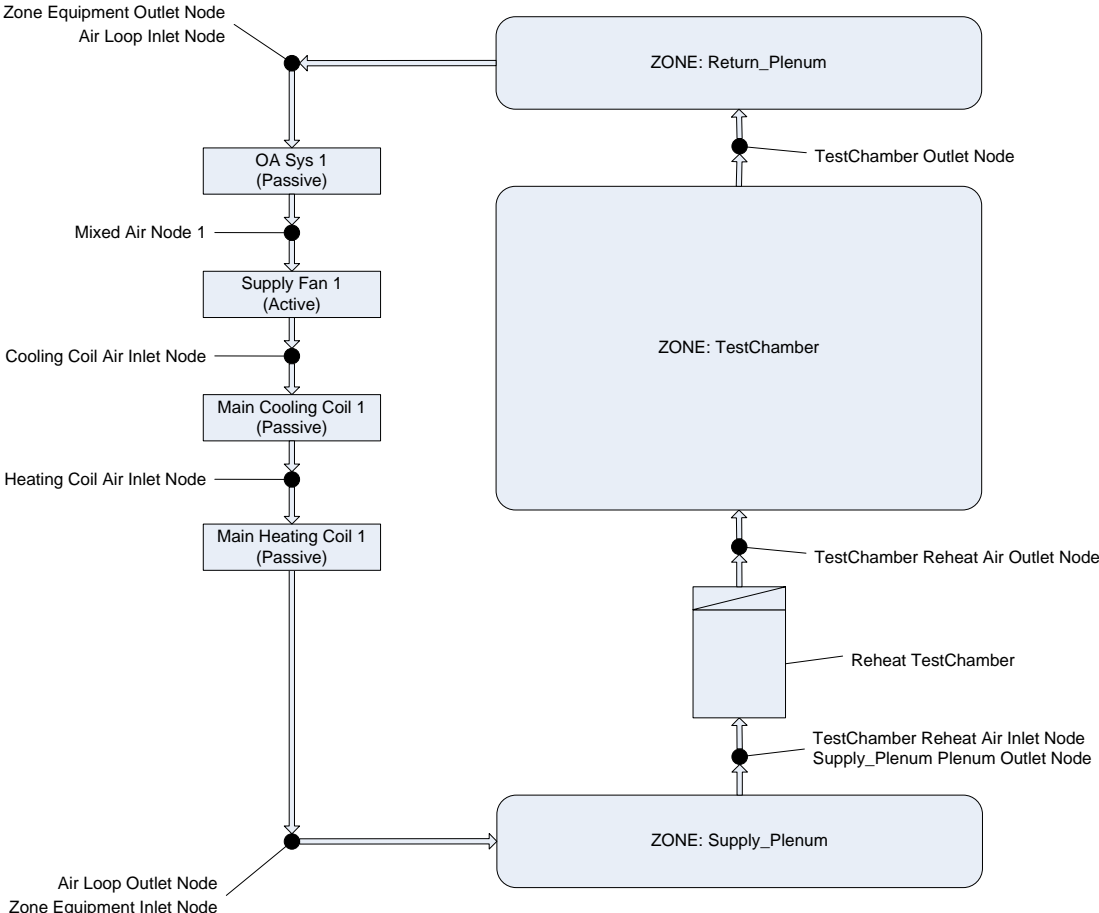 Zone Equipment Outlet Node
Air Loop Inlet Node
ZONE: Return_Plenum
OA Sys 1
(Passive)
TestChamber Outlet Node
Mixed Air Node 1
Supply Fan 1
(Active)
ZONE: TestChamber
Cooling Coil Air Inlet Node
Main Cooling Coil 1
(Passive)
Heating Coil Air Inlet Node
Main Heating Coil 1
(Passive)
TestChamber Reheat Air Outlet Node
Reheat TestChamber
TestChamber Reheat Air Inlet Node
Supply_Plenum Plenum Outlet Node
ZONE: Supply_Plenum
Air Loop Outlet Node
Zone Equipment Inlet Node